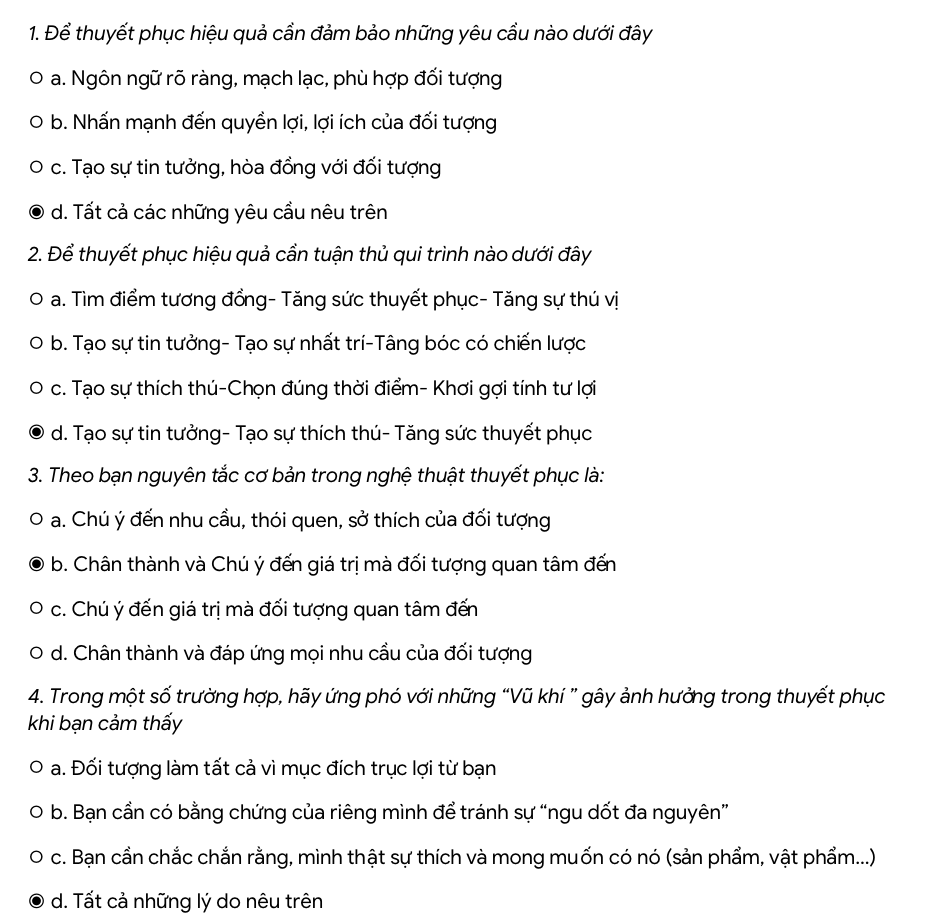 1. Để thuyết phục hiệu quả cần đảm bảo những yêu cầu nào dưới đây
a. Ngôn ngữ rõ ràng, mạch lạc, phù hợp đối tượng
b. Nhấn mạnh đến quyền lợi, lợi ích của đối tượng
c. Tạo sự tin tưởng, hòa đồng với đối tượng
d. Tất cả các những yêu cầu nêu trên
2. Để thuyết phục hiệu quả cần tuận thủ qui trình nào dưới đây
a. Tìm điểm tương đồng- Tăng sức thuyết phục- Tăng sự thú vị
b. Tạo sự tin tưởng- Tạo sự nhất trí-Tâng bóc có chiến lược
c. Tạo sự thích thú-Chọn đúng thời điểm- Khơi gợi tính tư lợi
d. Tạo sự tin tưởng- Tạo sự thích thú- Tăng sức thuyết phục
3. Theo bạn nguyên tắc cơ bản trong nghệ thuật thuyết phục là:
a. Chú ý đến nhu cầu, thói quen, sở thích của đối tượng
b. Chân thành và Chú ý đến giá trị mà đối tượng quan tâm đến
c. Chú ý đến giá trị mà đối tượng quan tâm đến
d. Chân thành và đáp ứng mọi nhu cầu của đối tượng
4. Trong một số trường hợp, hãy ứng phó với những “Vũ khí ” gây ảnh hưởng trong thuyết phục
khi bạn cảm thấy
a. Đối tượng làm tất cả vì mục đích trục lợi từ bạn
b. Bạn cần có bằng chứng của riêng mình để tránh sự “ngu dốt đa nguyên”
c. Bạn cần chắc chắn rằng, mình thật sự thích và mong muốn có nó (sản phẩm, vật phẩm...)
d. Tất cả những lý do nêu trên